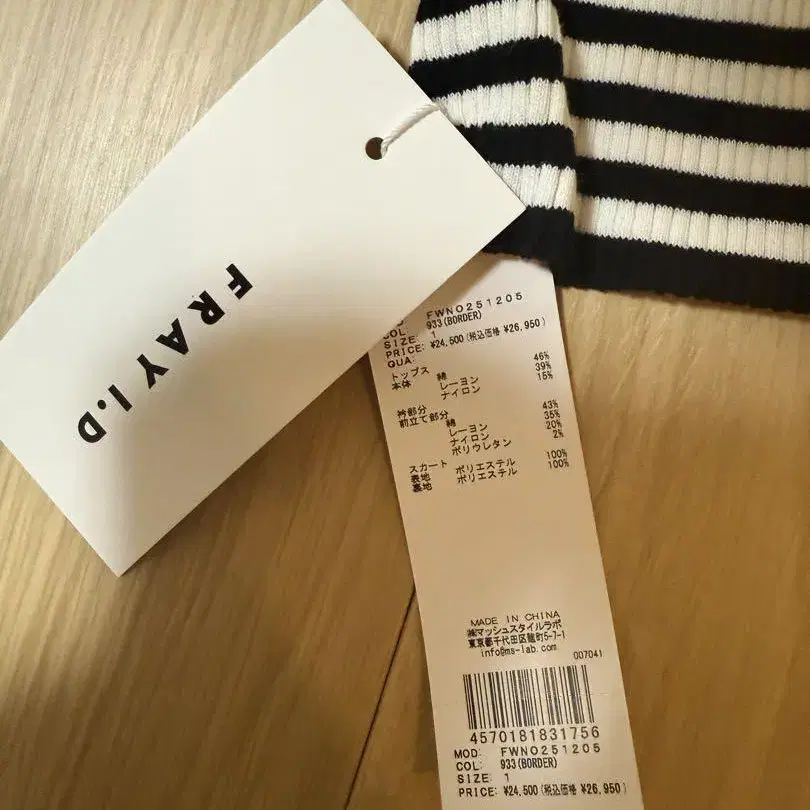 FRAY I.D
FWNO251205
COL: 933(BORDER)
SIZE: 1
PRICE: ¥24,500(税込価格 ¥26,950)
QUA:
トップス
本体 綿 46%
レーヨン 39%
ナイロン 15%
衿部分
前立て部分
綿 43%
レーヨン 35%
ナイロン 20%
ポリウレタン 2%
スカート
表地 ポリエステル 100%
裏地 ポリエステル 100%
MADE IN CHINA
㈱マッシュスタイルラボ
東京都千代田区麹町5-7-1
info@ms-lab.com
007041
4570181831756
MOD: FWNO251205
COL: 933(BORDER)
SIZE: 1
PRICE: ¥24,500(税込価格 ¥26,950)